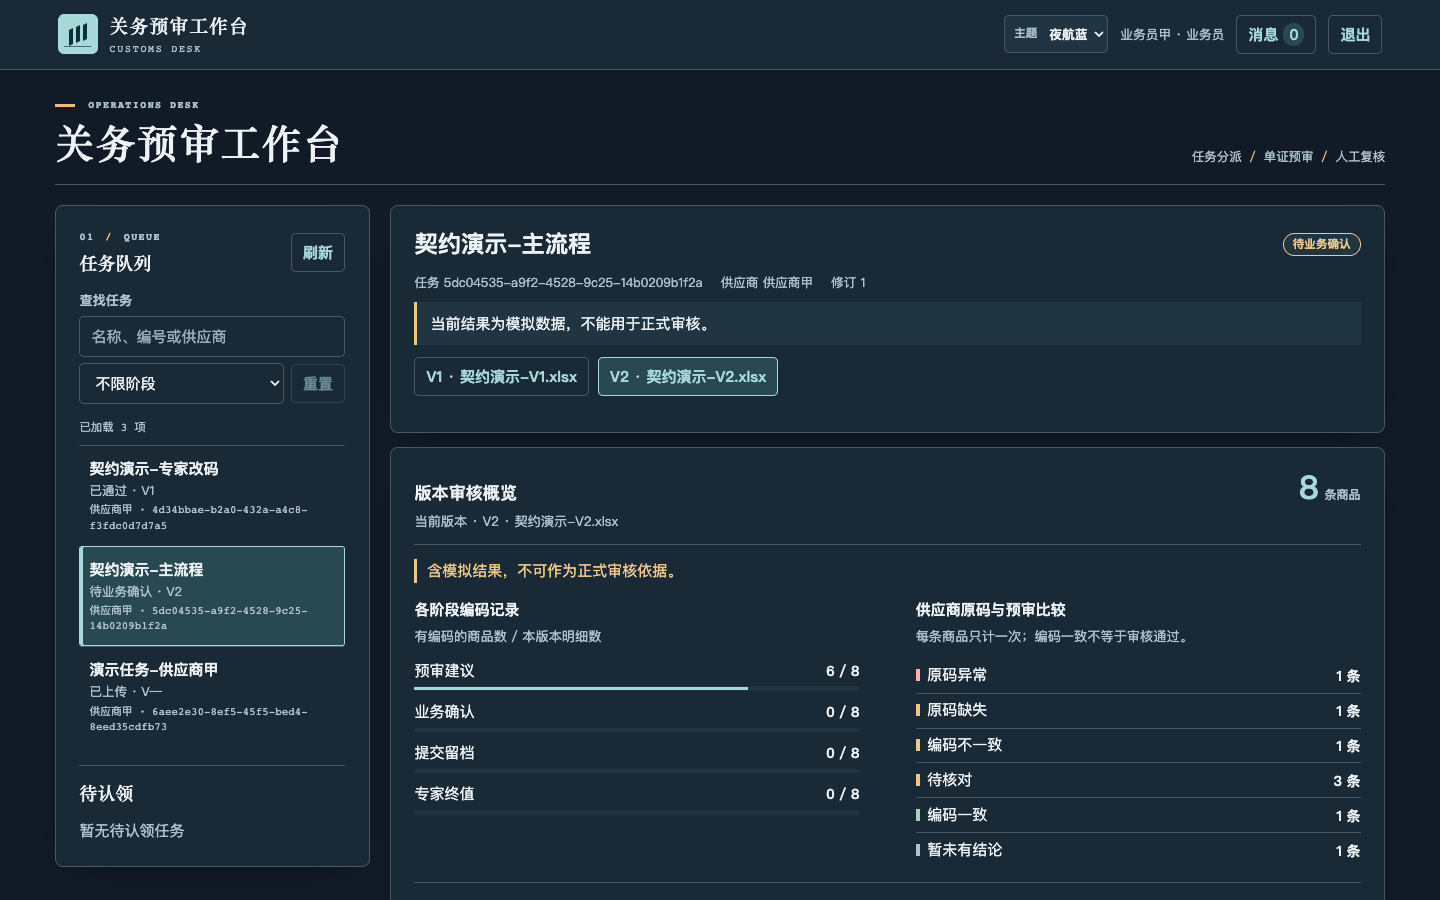 关务预审工作台
CUSTOMS DESK
主题 夜航蓝
业务员甲 · 业务员
消息 0
退出
OPERATIONS DESK
关务预审工作台
任务分派 / 单证预审 / 人工复核
01 / QUEUE
任务队列
刷新
查找任务
名称、编号或供应商
不限阶段
重置
已加载 3 项
契约演示-专家改码
已通过 · V1
供应商甲 · 4d34bbae-b2a0-432a-a4c8-
f3fdc0d7d7a5
契约演示-主流程
待业务确认 · V2
供应商甲 · 5dc04535-a9f2-4528-9c25-
14b0209b1f2a
演示任务-供应商甲
已上传 · V—
供应商甲 · 6aee2e30-8ef5-45f5-bed4-
8eed35cdfb73
待认领
暂无待认领任务
契约演示-主流程
待业务确认
任务 5dc04535-a9f2-4528-9c25-14b0209b1f2a 供应商 供应商甲 修订 1
当前结果为模拟数据，不能用于正式审核。
V1 · 契约演示-V1.xlsx
V2 · 契约演示-V2.xlsx
版本审核概览
8 条商品
当前版本 · V2 · 契约演示-V2.xlsx
含模拟结果，不可作为正式审核依据。
各阶段编码记录
有编码的商品数 / 本版本明细数
预审建议 6 / 8
业务确认 0 / 8
提交留档 0 / 8
专家终值 0 / 8
供应商原码与预审比较
每条商品只计一次；编码一致不等于审核通过。
原码异常 1 条
原码缺失 1 条
编码不一致 1 条
待核对 3 条
编码一致 1 条
暂未有结论 1 条